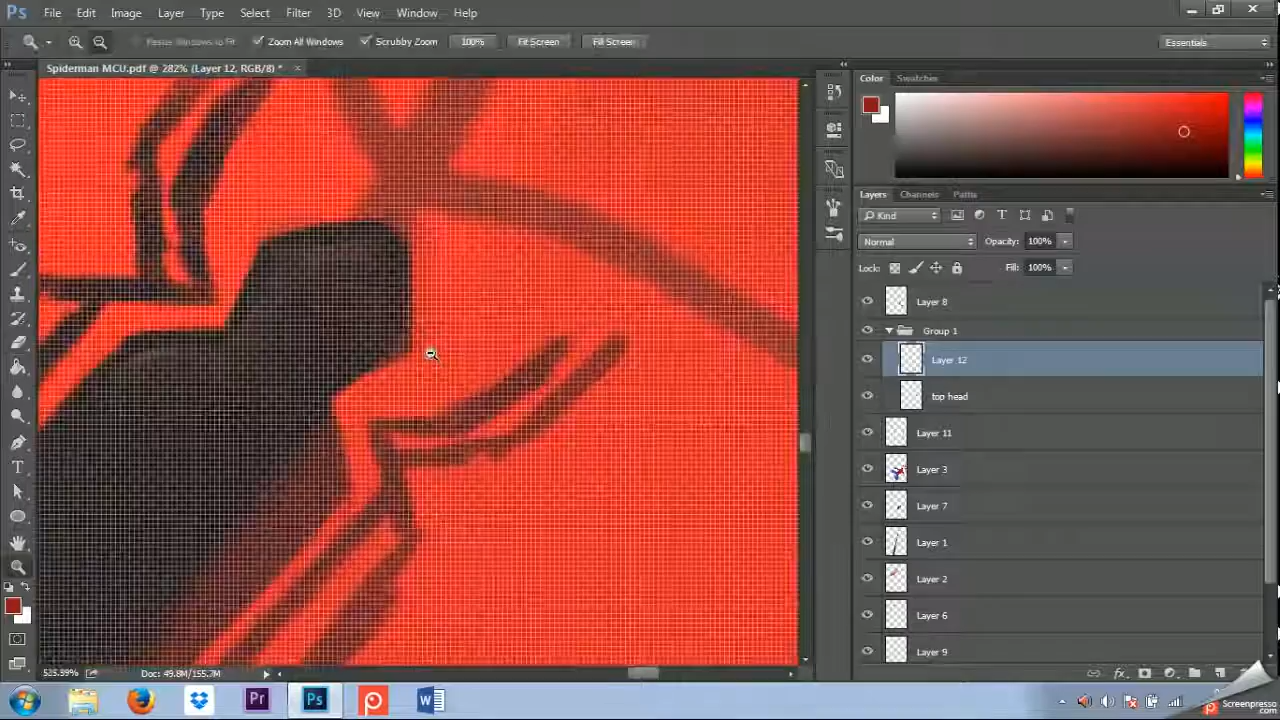 Ps File Edit Image Layer Type Select Filter 3D View Window Help
Resize Windows to Fit Zoom All Windows Scrubby Zoom 100% Fit Screen Fill Screen Essentials
Spiderman MCU.pdf @ 282% (Layer 12, RGB/8) * ×
Color Swatches
Layers Channels Paths
Kind
Normal Opacity: 100%
Lock: Fill: 100%
Layer 8
Group 1
Layer 12
top head
Layer 11
Layer 3
Layer 7
Layer 1
Layer 2
Layer 6
Layer 9
525.99% Doc: 49.8M/155.7M
Pr Ps W
Screenpresso
.com